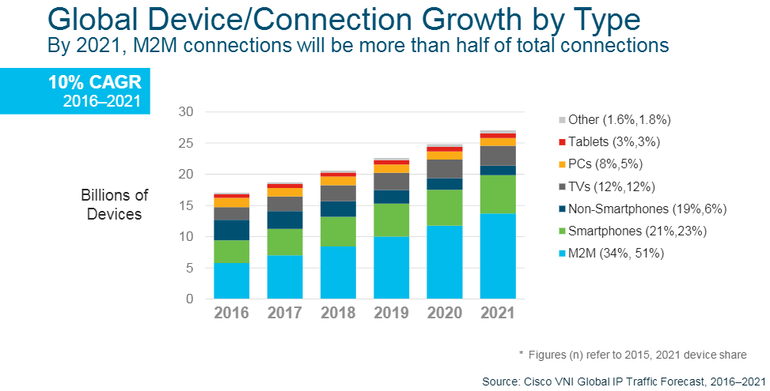 Global Device/Connection Growth by Type
By 2021, M2M connections will be more than half of total connections
10% CAGR
2016–2021
30
25
20
15
10
5
0
Billions of
Devices
2016 2017 2018 2019 2020 2021
Other (1.6%,1.8%)
Tablets (3%,3%)
PCs (8%,5%)
TVs (12%,12%)
Non-Smartphones (19%,6%)
Smartphones (21%,23%)
M2M (34%, 51%)
* Figures (n) refer to 2015, 2021 device share
Source: Cisco VNI Global IP Traffic Forecast, 2016–2021